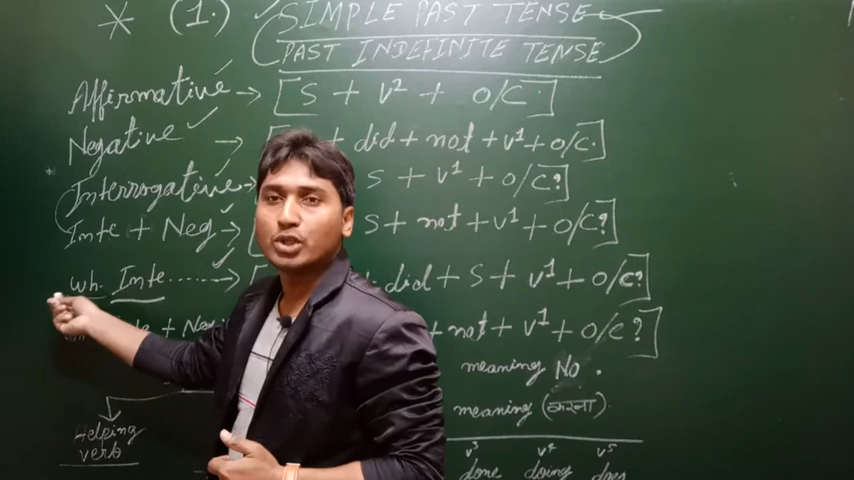 * (1.) ✓ SIMPLE PAST TENSE
PAST INDEFINITE TENSE
Affirmative ✓ → [S + V² + O/C.]
Negative ✓ → [ + did + not + V¹ + O/C.]
Interrogative ✓ → S + V¹ + O/C?]
Inte + Neg ✓ → [ S + not + V¹ + O/C?]
wh. Inte ...... ✓ → [ did + S + V¹ + O/C?]
+ Neg + not + V¹ + O/C?]
meaning No .
meaning (करना)
Helping
verb
V³ V⁴ V⁵
done doing does